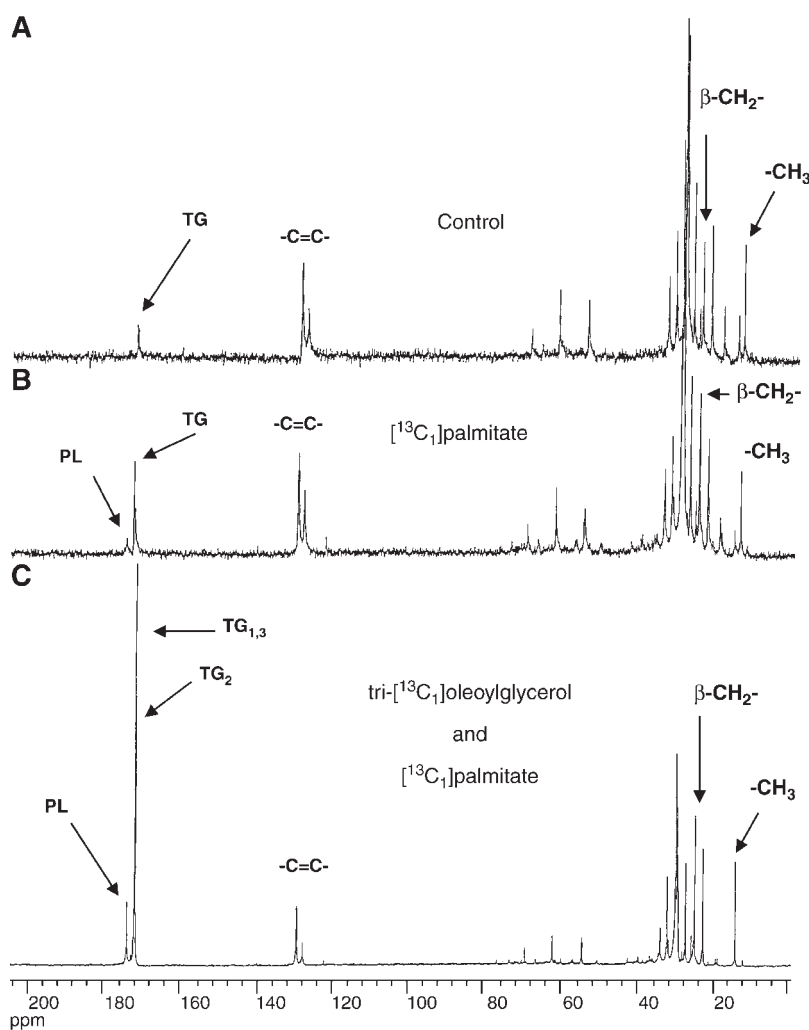 A
β-CH₂-
-CH₃
TG
-C=C-
Control
B
β-CH₂-
TG
-C=C-
[¹³C₁]palmitate
PL
-CH₃
C
TG₁,₃
TG₂
tri-[¹³C₁]oleoylglycerol
β-CH₂-
and
[¹³C₁]palmitate
-CH₃
PL
-C=C-
200 180 160 140 120 100 80 60 40 20
ppm